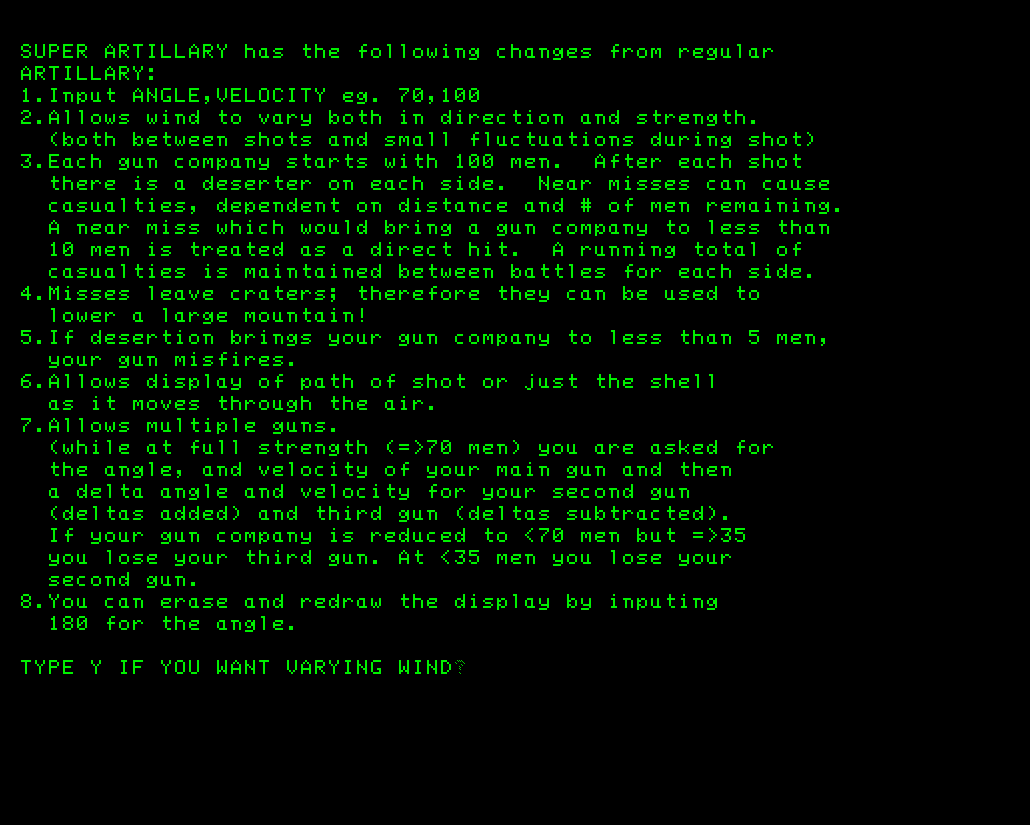 SUPER ARTILLARY has the following changes from regular
ARTILLARY:
1.Input ANGLE,VELOCITY eg. 70,100
2.Allows wind to vary both in direction and strength.
  (both between shots and small fluctuations during shot)
3.Each gun company starts with 100 men.  After each shot
  there is a deserter on each side.  Near misses can cause
  casualties, dependent on distance and # of men remaining.
  A near miss which would bring a gun company to less than
  10 men is treated as a direct hit.  A running total of
  casualties is maintained between battles for each side.
4.Misses leave craters; therefore they can be used to
  lower a large mountain!
5.If desertion brings your gun company to less than 5 men,
  your gun misfires.
6.Allows display of path of shot or just the shell
  as it moves through the air.
7.Allows multiple guns.
  (while at full strength (=>70 men) you are asked for
  the angle, and velocity of your main gun and then
  a delta angle and velocity for your second gun
  (deltas added) and third gun (deltas subtracted).
  If your gun company is reduced to <70 men but =>35
  you lose your third gun. At <35 men you lose your
  second gun.
8.You can erase and redraw the display by inputing
  180 for the angle.
TYPE Y IF YOU WANT VARYING WIND?